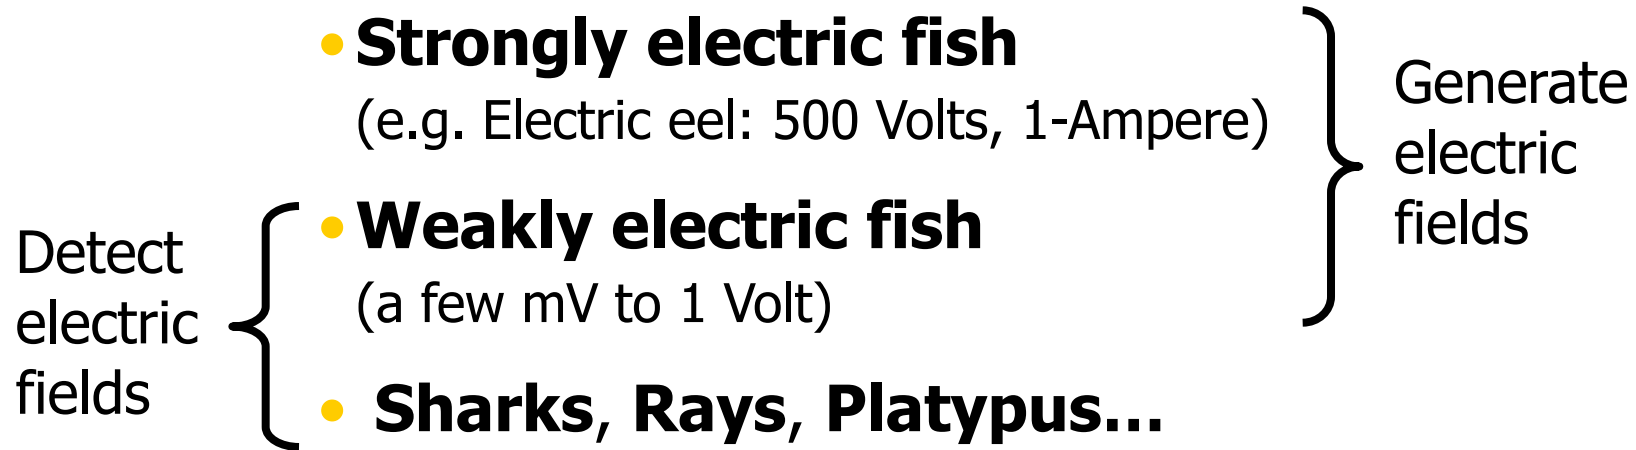 • Strongly electric fish
(e.g. Electric eel: 500 Volts, 1-Ampere)
Generate
electric
fields
• Weakly electric fish
(a few mV to 1 Volt)
Detect
electric
fields
• Sharks, Rays, Platypus...